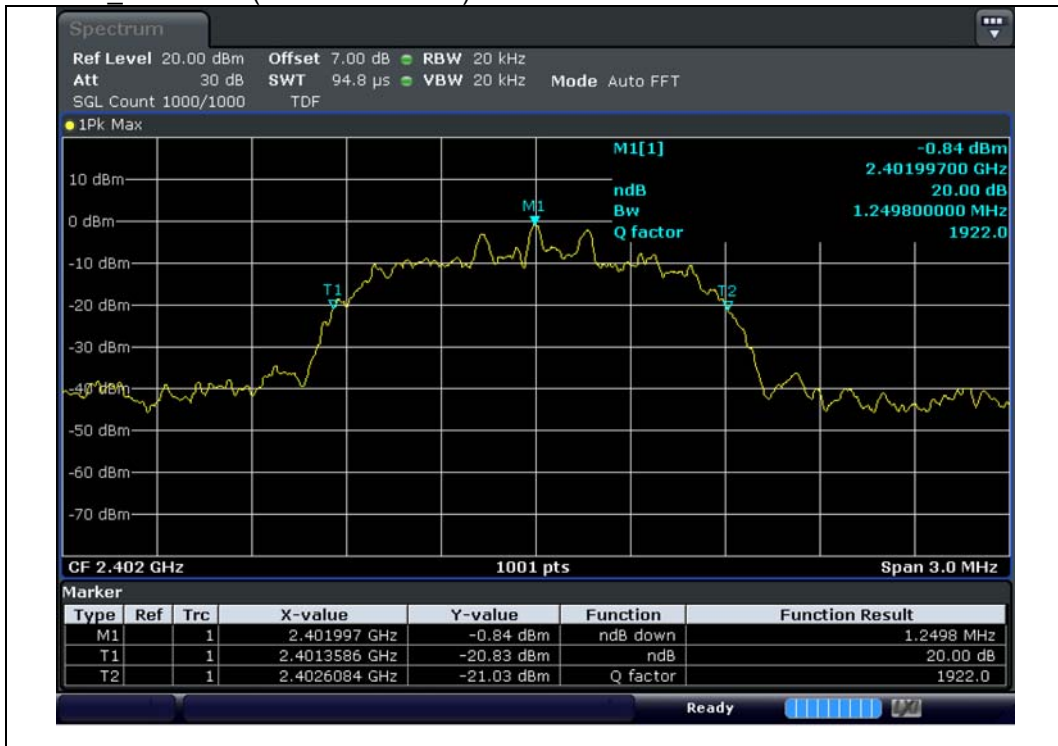 Spectrum
Ref Level 20.00 dBm Offset 7.00 dB RBW 20 kHz
Att 30 dB SWT 94.8 µs VBW 20 kHz Mode Auto FFT
SGL Count 1000/1000 TDF
1Pk Max
M1[1] -0.84 dBm
2.40199700 GHz
ndB 20.00 dB
Bw 1.249800000 MHz
Q factor 1922.0
10 dBm
M1
0 dBm
-10 dBm
T1
T2
-20 dBm
-30 dBm
-40 dBm
-50 dBm
-60 dBm
-70 dBm
CF 2.402 GHz 1001 pts Span 3.0 MHz
Marker
Type Ref Trc X-value Y-value Function Function Result
M1 1 2.401997 GHz -0.84 dBm ndB down 1.2498 MHz
T1 1 2.4013586 GHz -20.83 dBm ndB 20.00 dB
T2 1 2.4026084 GHz -21.03 dBm Q factor 1922.0
Ready